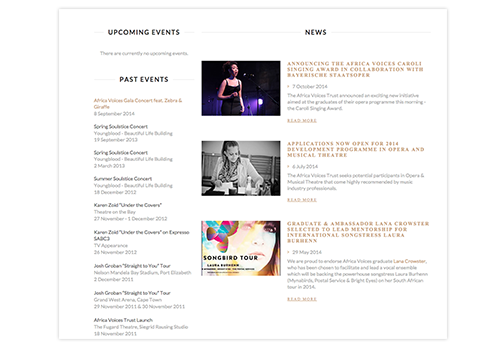 UPCOMING EVENTS
There are currently no upcoming events.
PAST EVENTS
Africa Voices Gala Concert feat. Zebra &
Giraffe
8 September 2014
Spring Soulstice Concert
Youngblood - Beautiful Life Building
19 September 2013
Spring Soulstice Concert
Youngblood - Beautiful Life Building
2 March 2013
Summer Soulstice Concert
Youngblood - Beautiful Life Building
18 December 2012
Karen Zoid "Under the Covers"
Theatre on the Bay
27 November - 1 December 2012
Karen Zoid "Under the Covers" on Expresso
SABC3
TV Appearance
26 November 2012
Josh Groban "Straight to You" Tour
Nelson Mandela Bay Stadium, Port Elizabeth
2 December 2011
Josh Groban "Straight to You" Tour
Grand West Arena, Cape Town
29 November 2011 & 30 November 2011
Africa Voices Trust Launch
The Fugard Theatre, Siegrid Rausing Studio
18 November 2011
NEWS
ANNOUNCING THE AFRICA VOICES CAROLI
SINGING AWARD IN COLLABORATION WITH
BAYERISCHE STAATSOPER
7 October 2014
The Africa Voices Trust announced an exciting new initiative
aimed at the graduates of their opera programme this morning -
the Caroli Singing Award.
READ MORE
APPLICATIONS NOW OPEN FOR 2014
DEVELOPMENT PROGRAMME IN OPERA AND
MUSICAL THEATRE
6 July 2014
The Africa Voices Trust seeks potential participants in Opera &
Musical Theatre that come highly recommended by music
industry professionals.
READ MORE
SONGBIRD TOUR
LAURA BURHENN
GRADUATE & AMBASSADOR LANA CROWSTER
SELECTED TO LEAD MENTORSHIP FOR
INTERNATIONAL SONGSTRESS LAURA
BURHENN
29 May 2014
We are proud to endorse Africa Voices graduate Lana Crowster,
who has been chosen to facilitate and lead a vocal ensemble
which will be backing the powerhouse songstress Laura Burhenn
(Mynabirds, Postal Service & Bright Eyes) on her South African
tour in 2014.
READ MORE